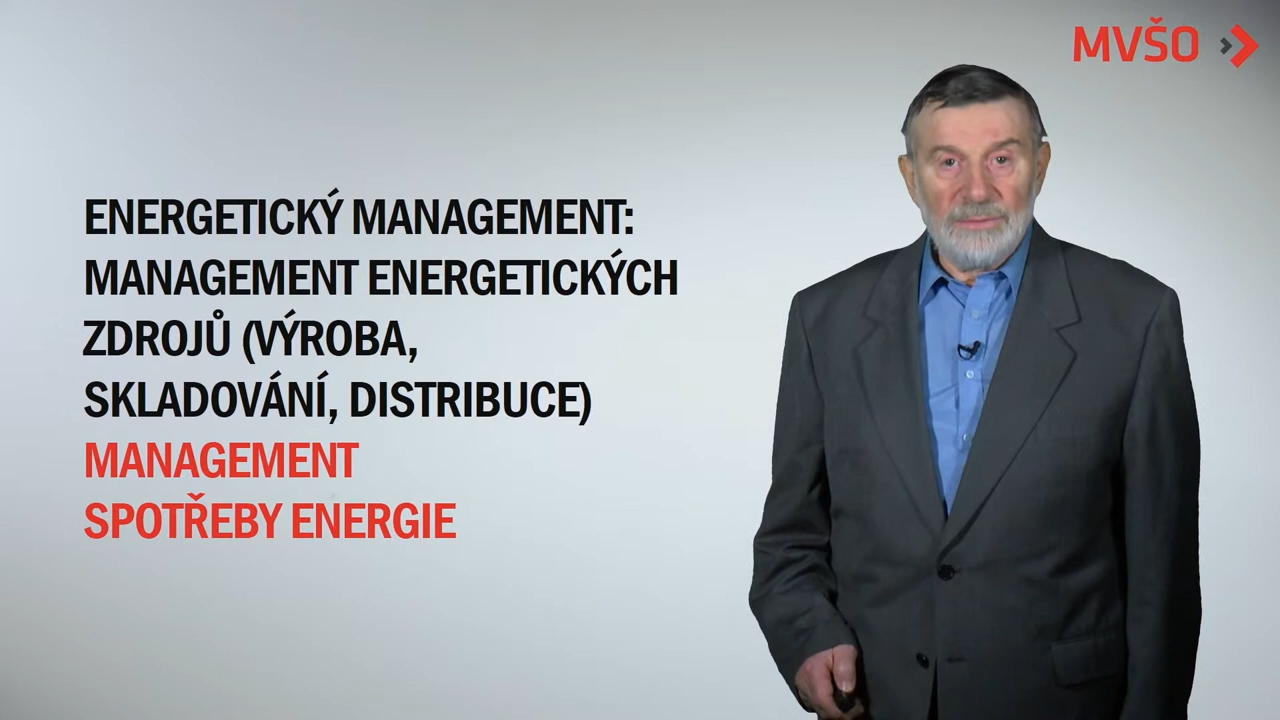 MVŠO
ENERGETICKÝ MANAGEMENT:
MANAGEMENT ENERGETICKÝCH
ZDROJŮ (VÝROBA,
SKLADOVÁNÍ, DISTRIBUCE)
MANAGEMENT
SPOTŘEBY ENERGIE